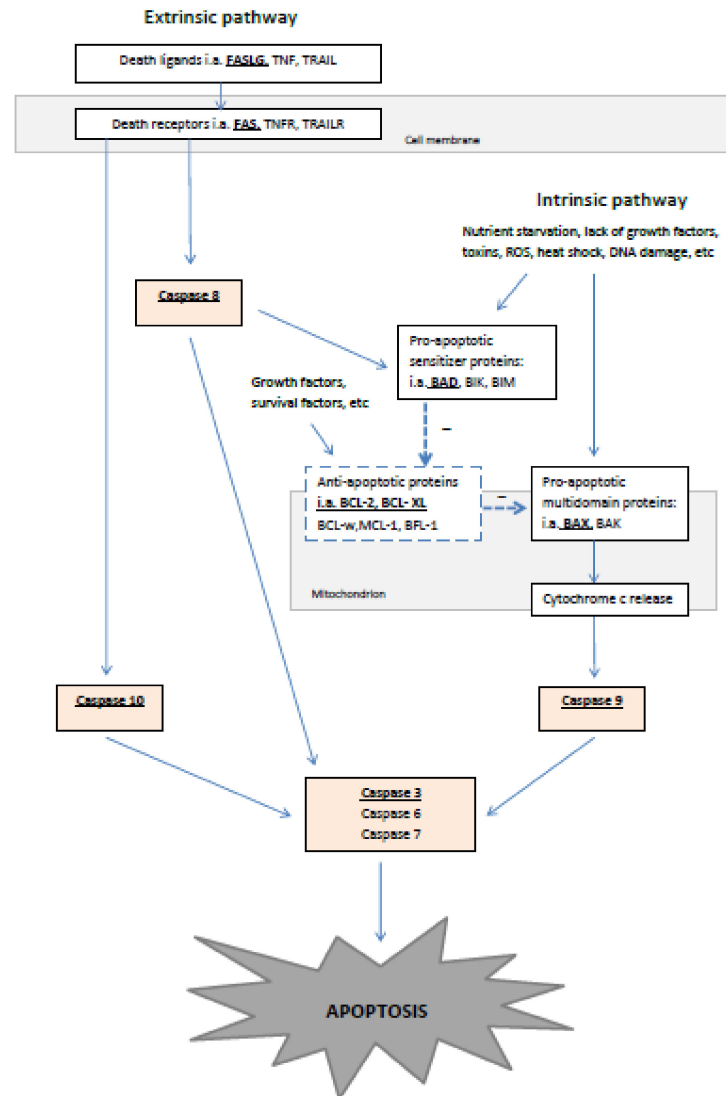 Extrinsic pathway
Death ligands i.a. FASLG, TNF, TRAIL
Death receptors i.a. FAS, TNFR, TRAILR
Cell membrane
Intrinsic pathway
Nutrient starvation, lack of growth factors,
toxins, ROS, heat shock, DNA damage, etc
Caspase 8
Pro-apoptotic
sensitizer proteins:
i.a. BAD, BIK, BIM
Growth factors,
survival factors, etc
–
Anti-apoptotic proteins
i.a. BCL-2, BCL- XL
BCL-w,MCL-1, BFL-1
–
Pro-apoptotic
multidomain proteins:
i.a. BAX, BAK
Mitochondrion
Cytochrome c release
Caspase 10
Caspase 9
Caspase 3
Caspase 6
Caspase 7
APOPTOSIS